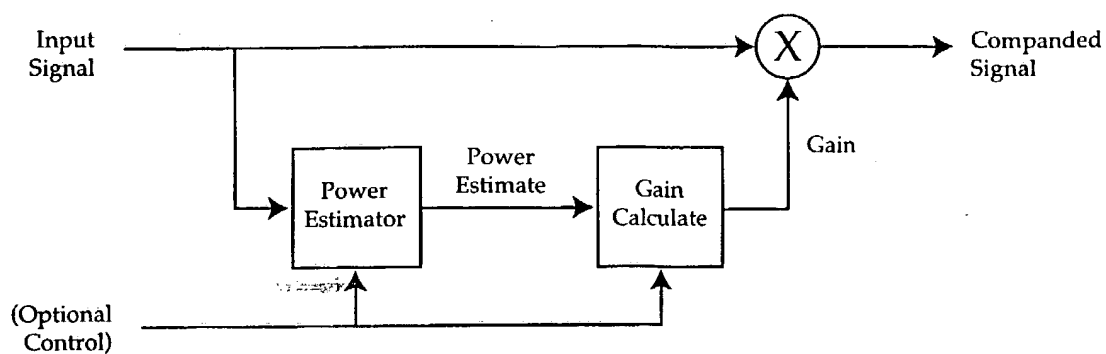 Input
Signal
X
Companded
Signal
Gain
Power
Estimator
Power
Estimate
Gain
Calculate
(Optional
Control)